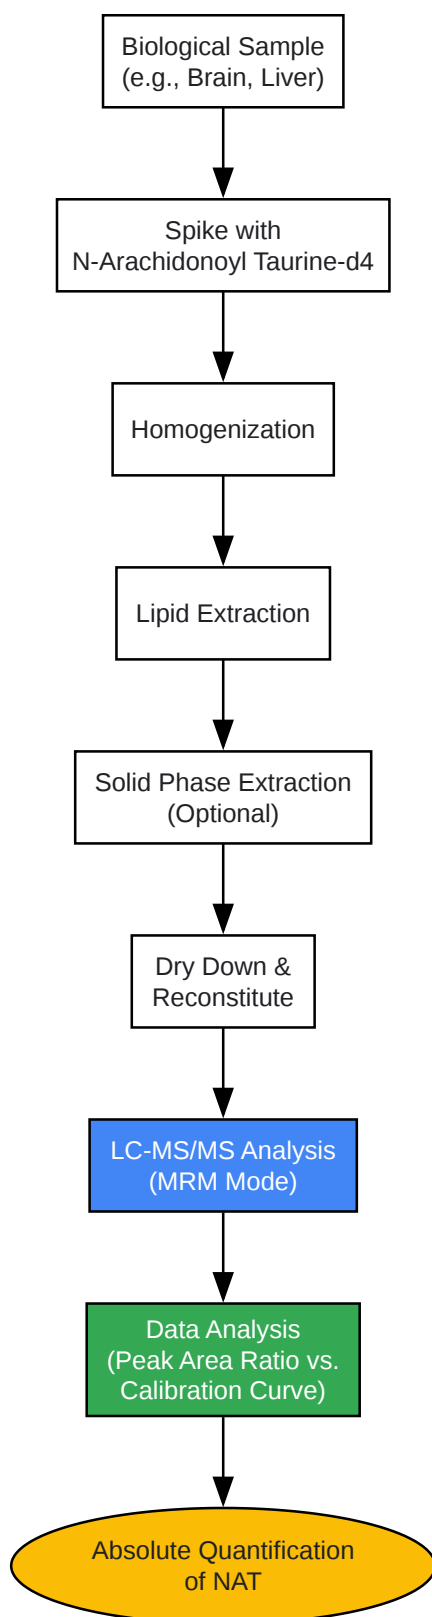 Biological Sample
(e.g., Brain, Liver)
Spike with
N-Arachidonoyl Taurine-d4
Homogenization
Lipid Extraction
Solid Phase Extraction
(Optional)
Dry Down &
Reconstitute
LC-MS/MS Analysis
(MRM Mode)
Data Analysis
(Peak Area Ratio vs.
Calibration Curve)
Absolute Quantification
of NAT